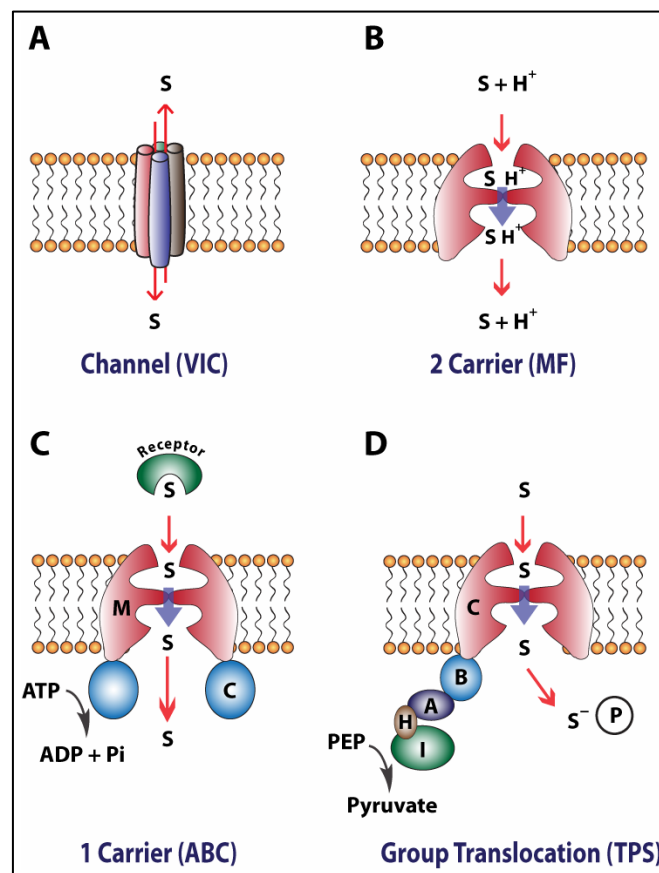 A
S
S
Channel (VIC)
B
S + H⁺
S H⁺
S H⁺
S + H⁺
2 Carrier (MF)
C
Receptor
S
S
M
S
C
ATP
ADP + Pi
S
1 Carrier (ABC)
D
S
S
C
S
B
A
H
I
S⁻ P
PEP
Pyruvate
Group Translocation (TPS)